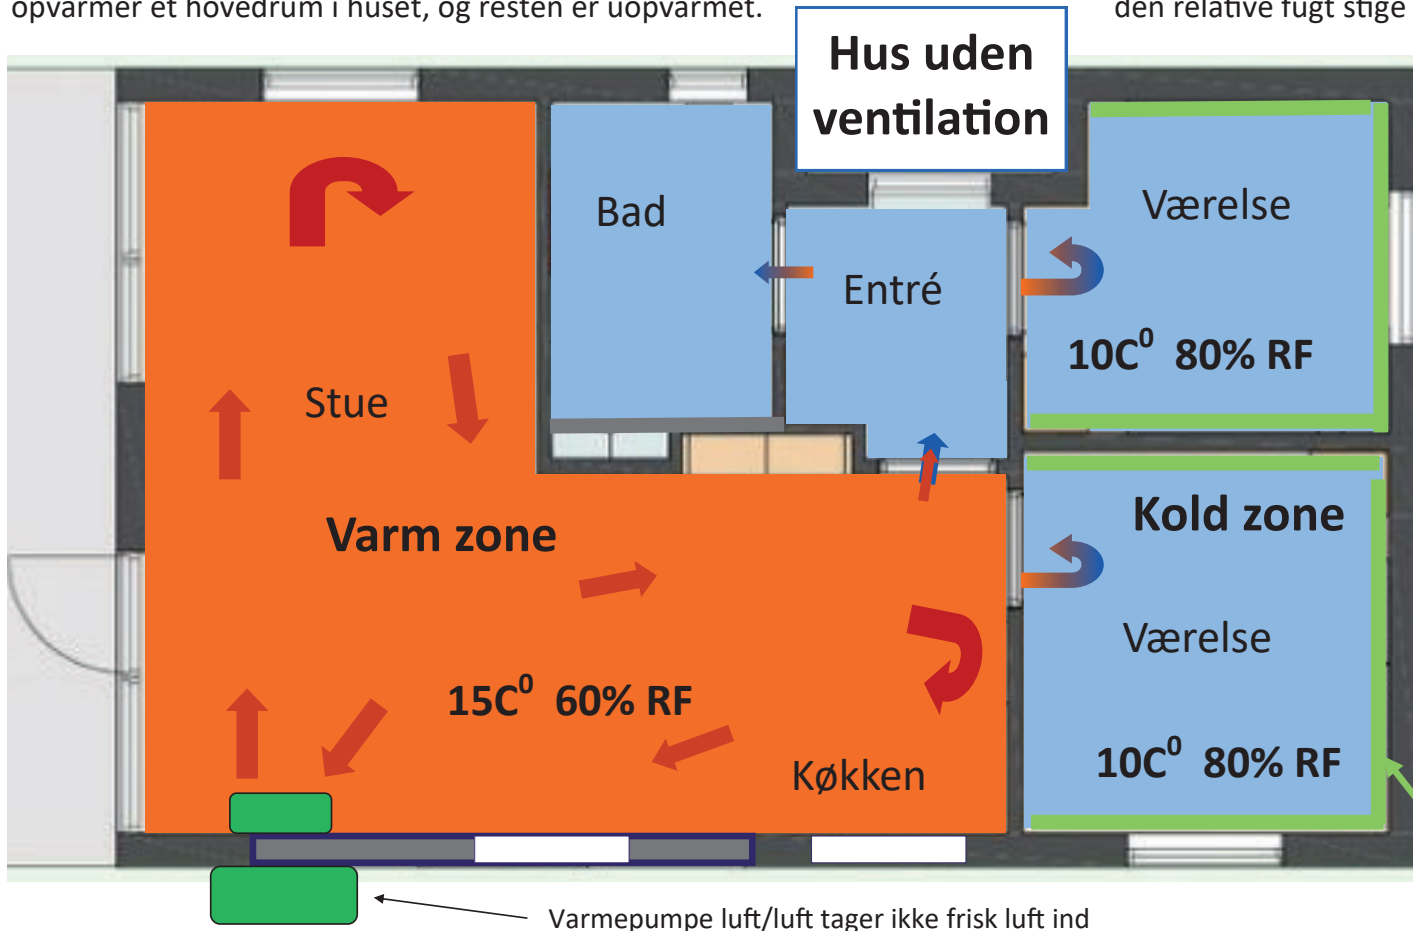 opvarmer et hovedrum i huset, og resten er uopvarmet.
den relative fugt stige
Hus uden
ventilation
Bad
Værelse
Entré
10C⁰ 80% RF
Stue
Kold zone
Varm zone
Værelse
15C⁰ 60% RF
10C⁰ 80% RF
Køkken
Varmepumpe luft/luft tager ikke frisk luft ind